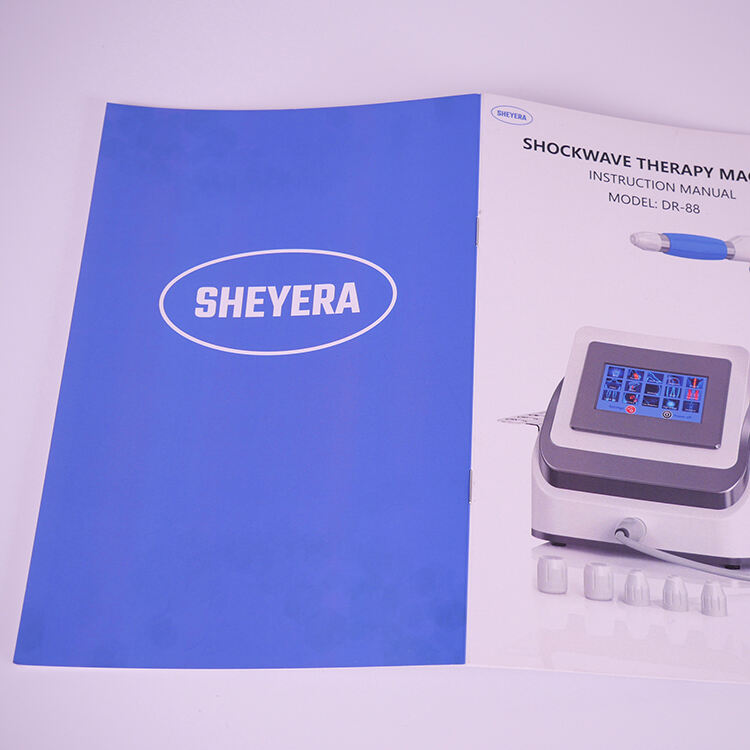 SHEYERA
SHEYERA
SHOCKWAVE THERAPY MAC
INSTRUCTION MANUAL
MODEL: DR-88